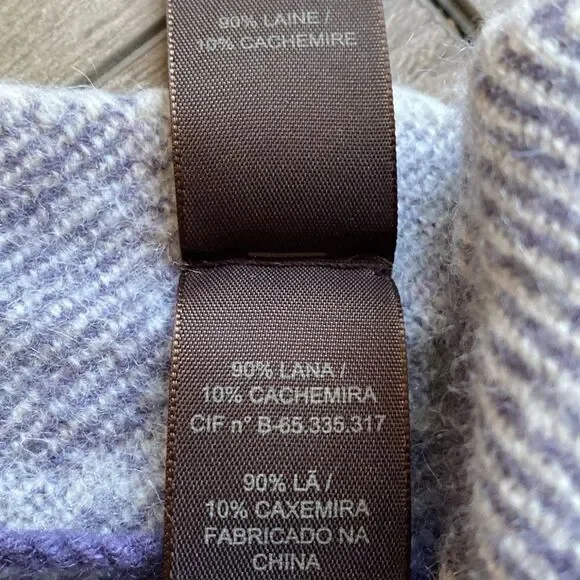 90% LAINE /
10% CACHEMIRE
90% LANA /
10% CACHEMIRA
CIF n° B-65.335.317
90% LÃ /
10% CAXEMIRA
FABRICADO NA
CHINA